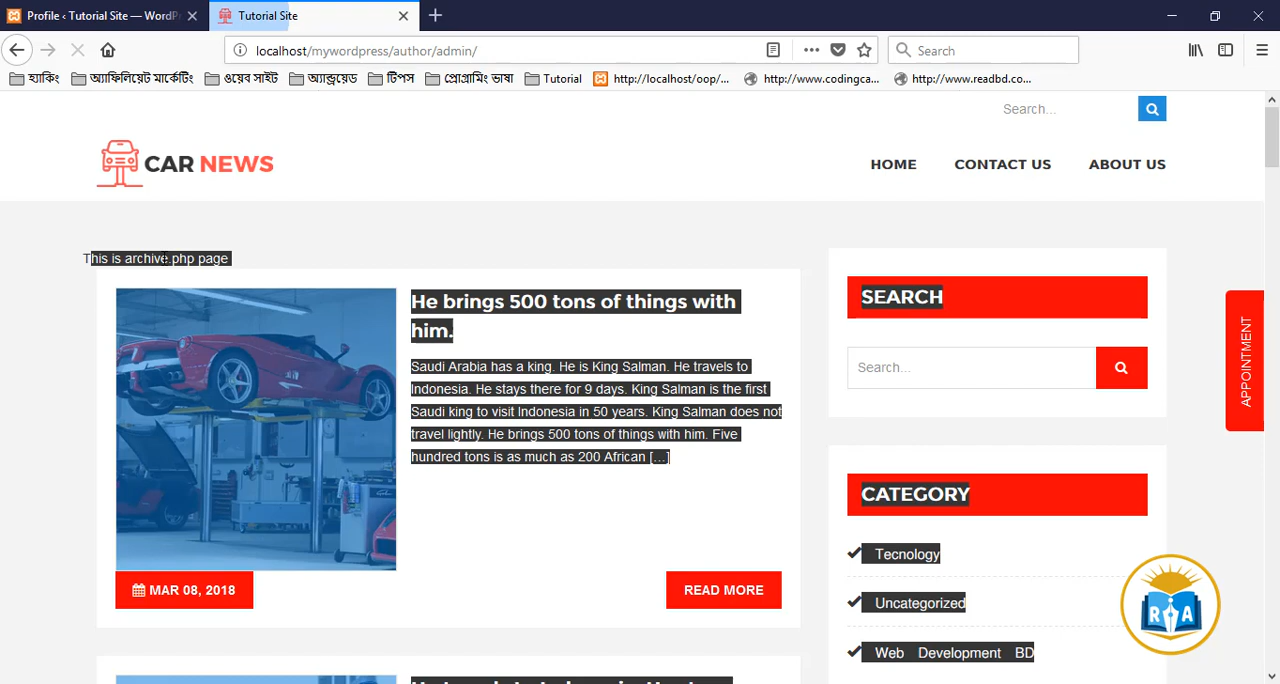 Profile ‹ Tutorial Site — WordPr
Tutorial Site
localhost/mywordpress/author/admin/
Search
হ্যাকিং
অ্যাফিলিয়েট মার্কেটিং
ওয়েব সাইট
অ্যান্ড্রয়েড
টিপস
প্রোগ্রামিং ভাষা
Tutorial
http://localhost/oop/...
http://www.codingca...
http://www.readbd.co...
Search...
CAR NEWS
HOME
CONTACT US
ABOUT US
This is archive.php page
He brings 500 tons of things with
him.
Saudi Arabia has a king. He is King Salman. He travels to
Indonesia. He stays there for 9 days. King Salman is the first
Saudi king to visit Indonesia in 50 years. King Salman does not
travel lightly. He brings 500 tons of things with him. Five
hundred tons is as much as 200 African […]
MAR 08, 2018
READ MORE
SEARCH
Search...
APPOINTMENT
CATEGORY
Tecnology
Uncategorized
Web Development BD
R A